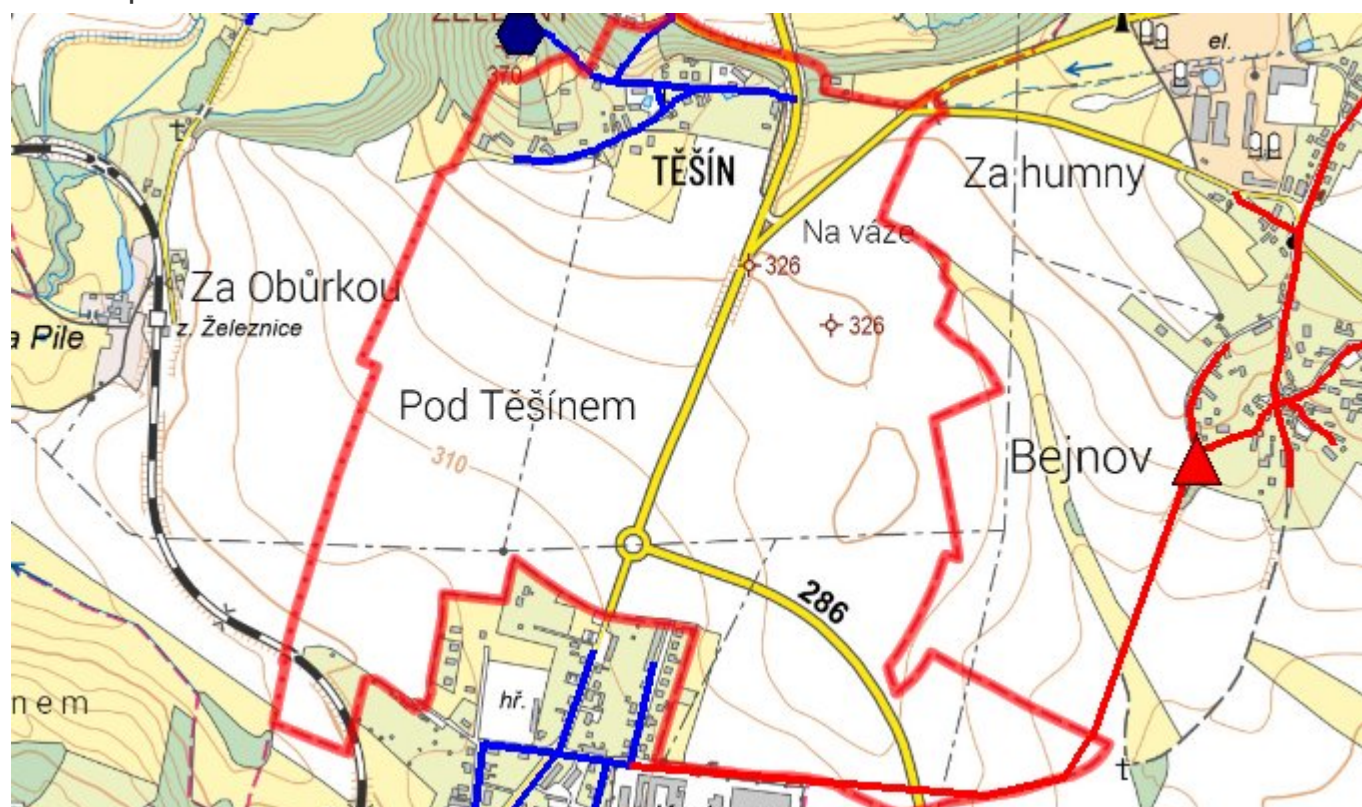 370
el.
TĚŠÍN
Za humny
Na váze
326
Za Obůrkou
z. Železnice
a Pile
326
Pod Těšínem
310
Bejnov
286
hř.
nem